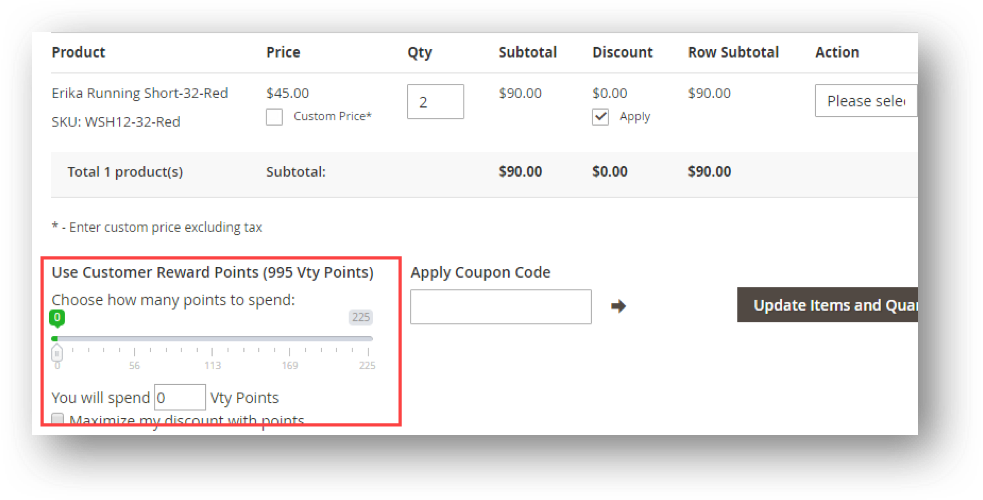 Product Price Qty Subtotal Discount Row Subtotal Action
Erika Running Short-32-Red $45.00 2 $90.00 $0.00 $90.00 Please selec
SKU: WSH12-32-Red Custom Price* Apply
Total 1 product(s) Subtotal: $90.00 $0.00 $90.00
* - Enter custom price excluding tax
Use Customer Reward Points (995 Vty Points) Apply Coupon Code
Choose how many points to spend:
0 225
Update Items and Quan
0 56 113 169 225
You will spend 0 Vty Points
Maximize my discount with points